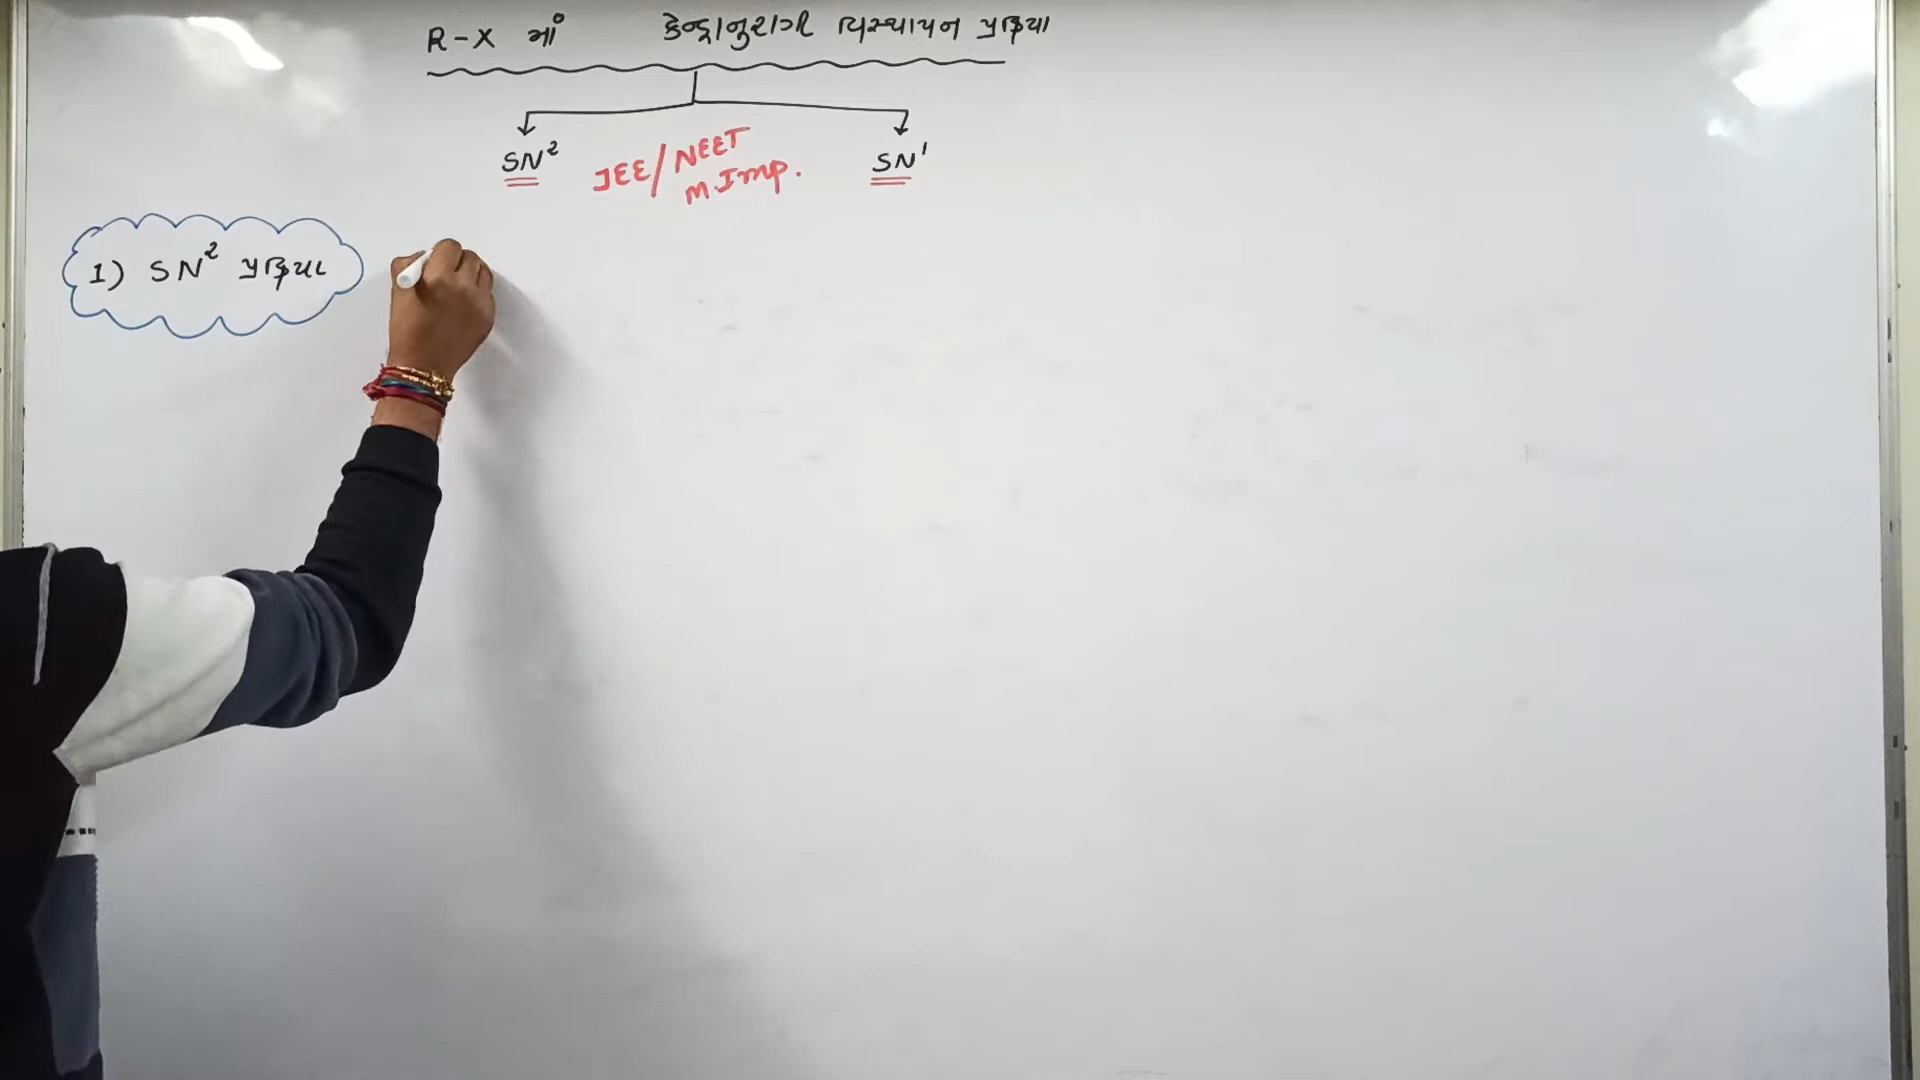 R-X માં કેન્દ્રાનુરાગી વિસ્થાપન પ્રક્રિયા
SN² JEE/NEET SN¹
M.Imp.
1) SN² પ્રક્રિયા